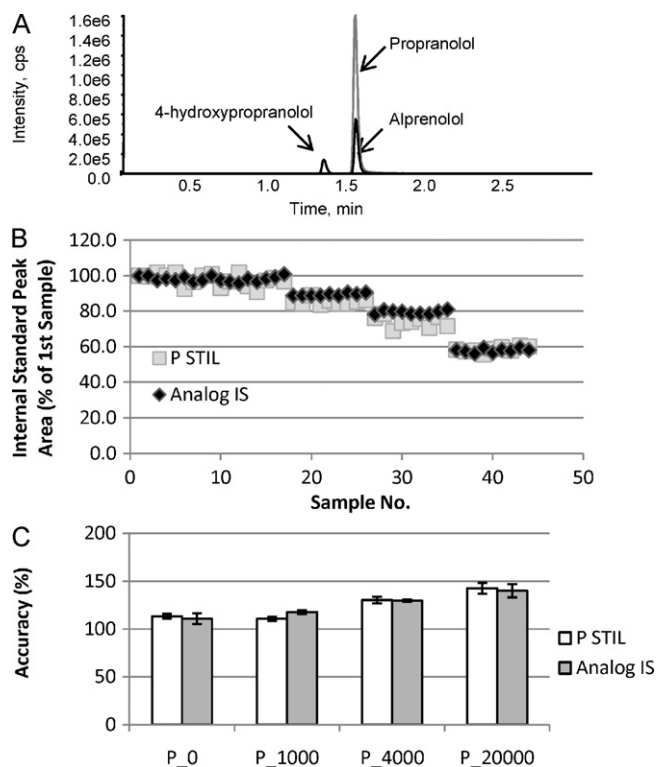 A
Intensity, cps
1.6e6
1.4e6
1.2e6
1.0e6
8.0e5
6.0e5
4.0e5
2.0e5
0.0
Propranolol
4-hydroxypropranolol
Alprenolol
0.5 1.0 1.5 2.0 2.5
Time, min
B
Internal Standard Peak
Area (% of 1st Sample)
120.0
100.0
80.0
60.0
40.0
20.0
0.0
P STIL
Analog IS
0 10 20 30 40 50
Sample No.
C
Accuracy (%)
200
150
100
50
0
P STIL
Analog IS
P_0 P_1000 P_4000 P_20000